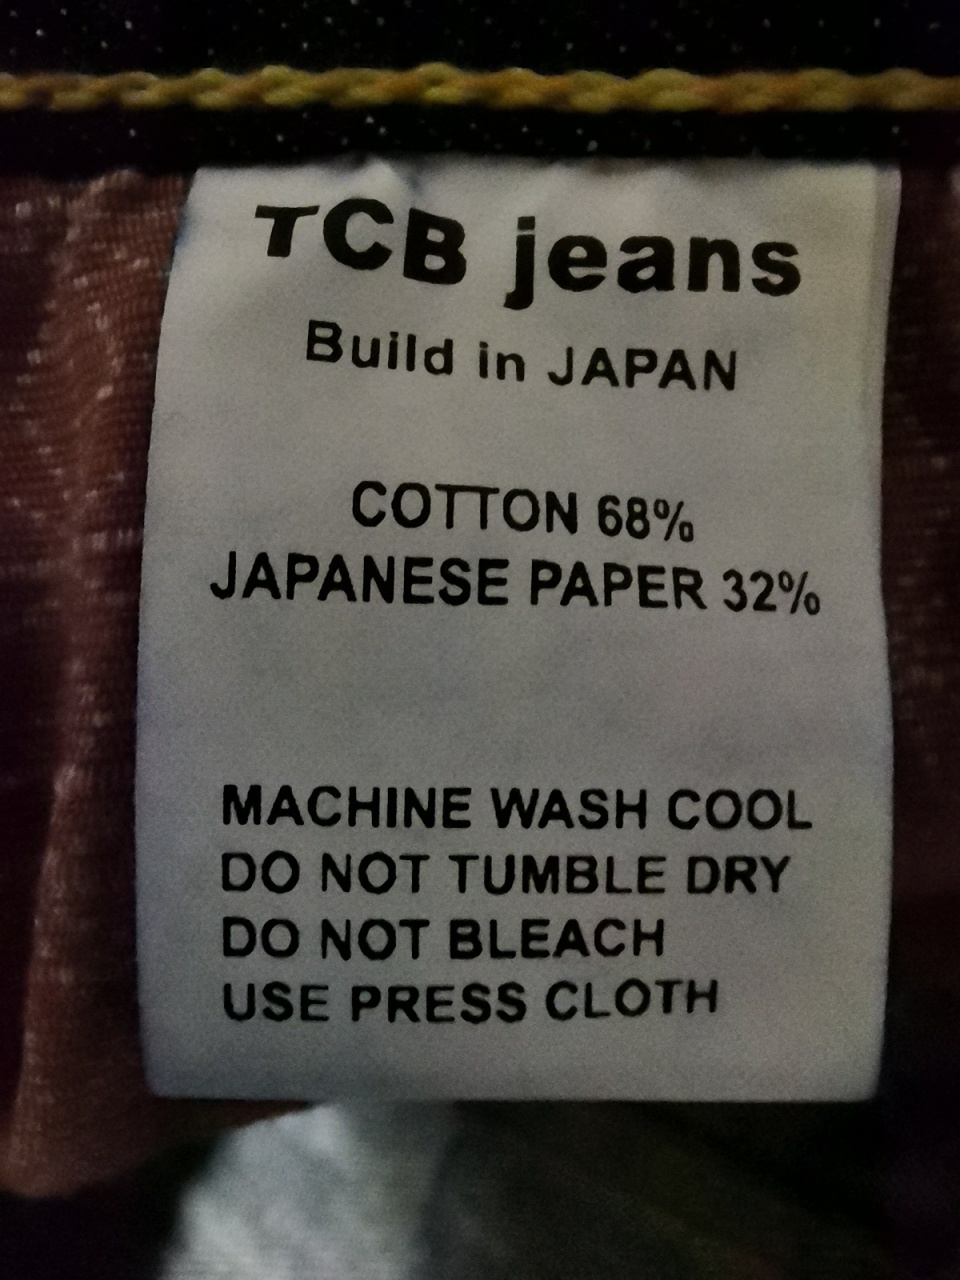 TCB jeans
Build in JAPAN
COTTON 68%
JAPANESE PAPER 32%
MACHINE WASH COOL
DO NOT TUMBLE DRY
DO NOT BLEACH
USE PRESS CLOTH